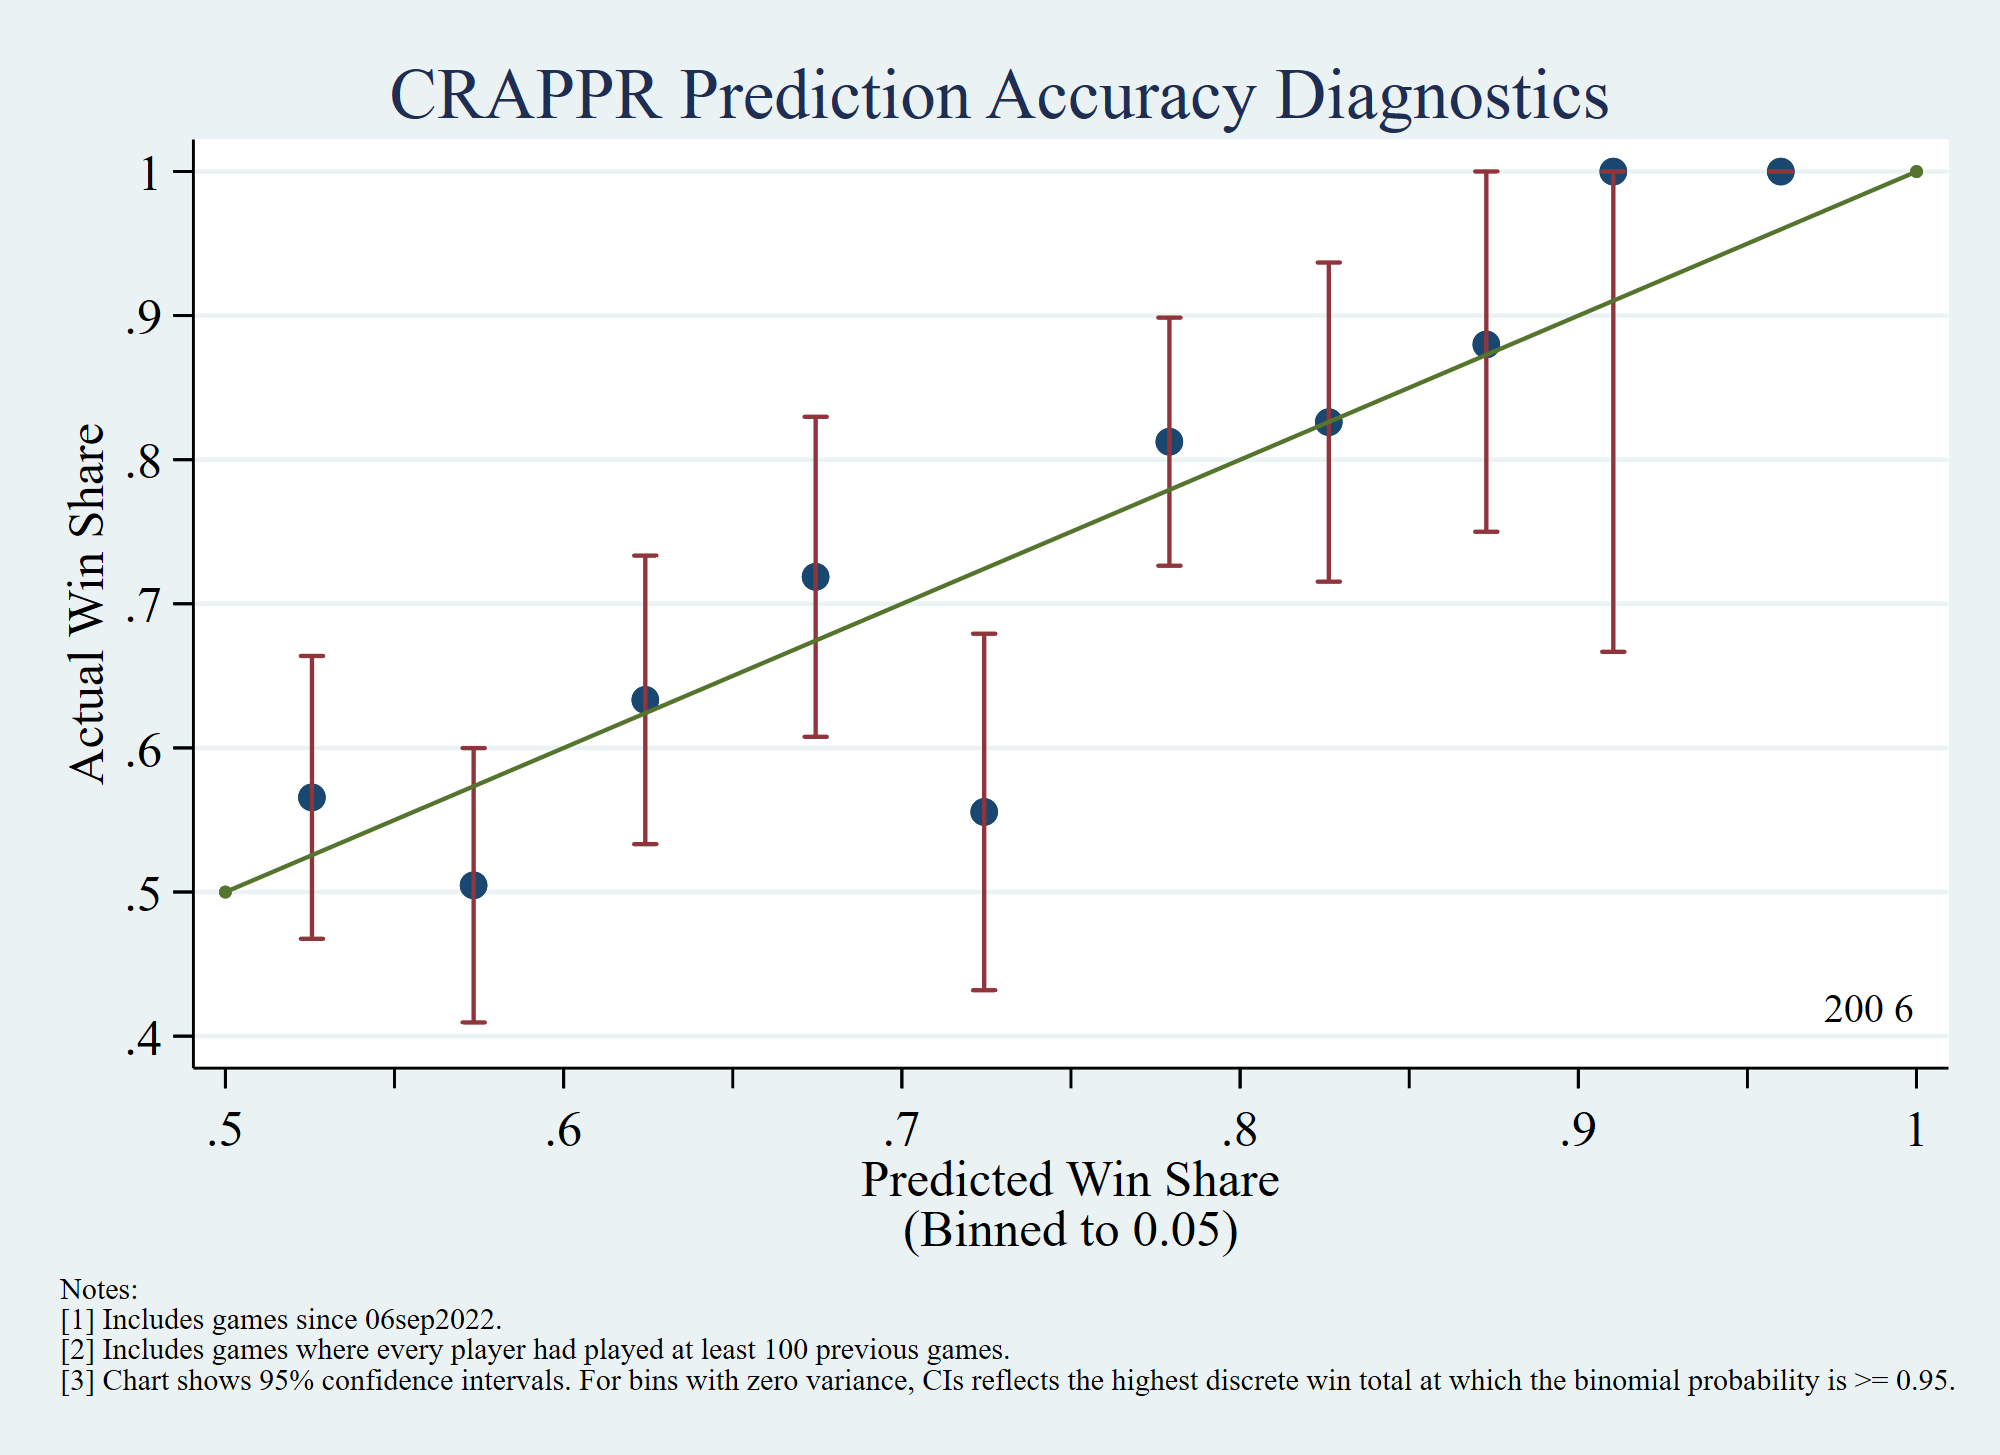 CRAPPR Prediction Accuracy Diagnostics
1
.9
.8
.7
.6
.5
.4
Actual Win Share
200 6
.5 .6 .7 .8 .9 1
Predicted Win Share
(Binned to 0.05)
Notes:
[1] Includes games since 06sep2022.
[2] Includes games where every player had played at least 100 previous games.
[3] Chart shows 95% confidence intervals. For bins with zero variance, CIs reflects the highest discrete win total at which the binomial probability is >= 0.95.